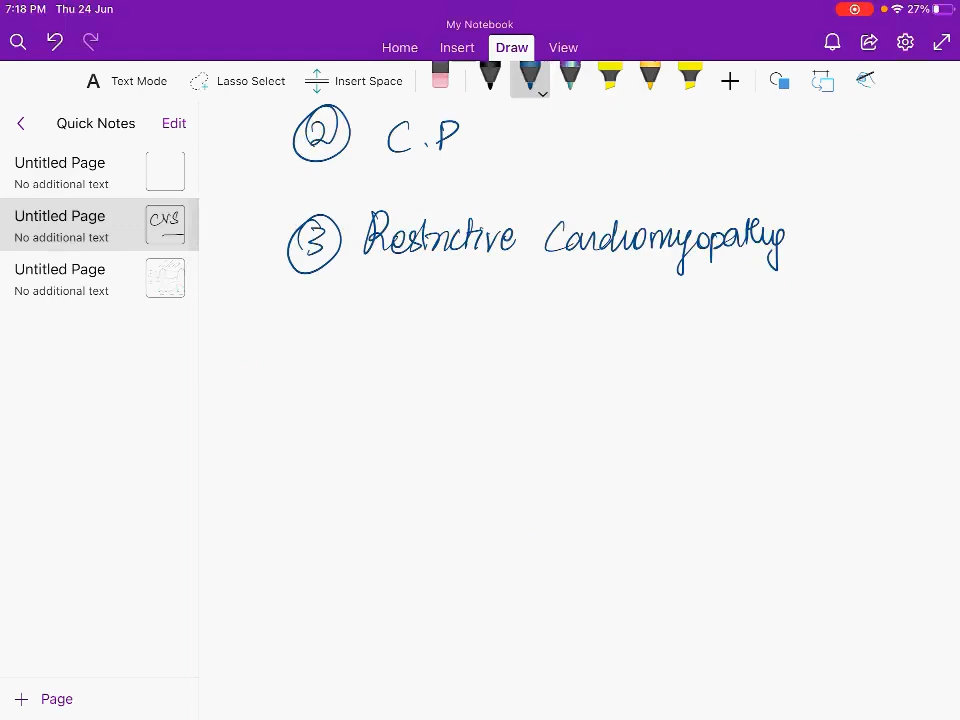 7:18 PM Thu 24 Jun
27%
My Notebook
Home Insert Draw View
A Text Mode Lasso Select Insert Space
Quick Notes Edit
Untitled Page
No additional text
Untitled Page
No additional text
CNS
Untitled Page
No additional text
Page
2 C.P
3 Restrictive Cardiomyopathy